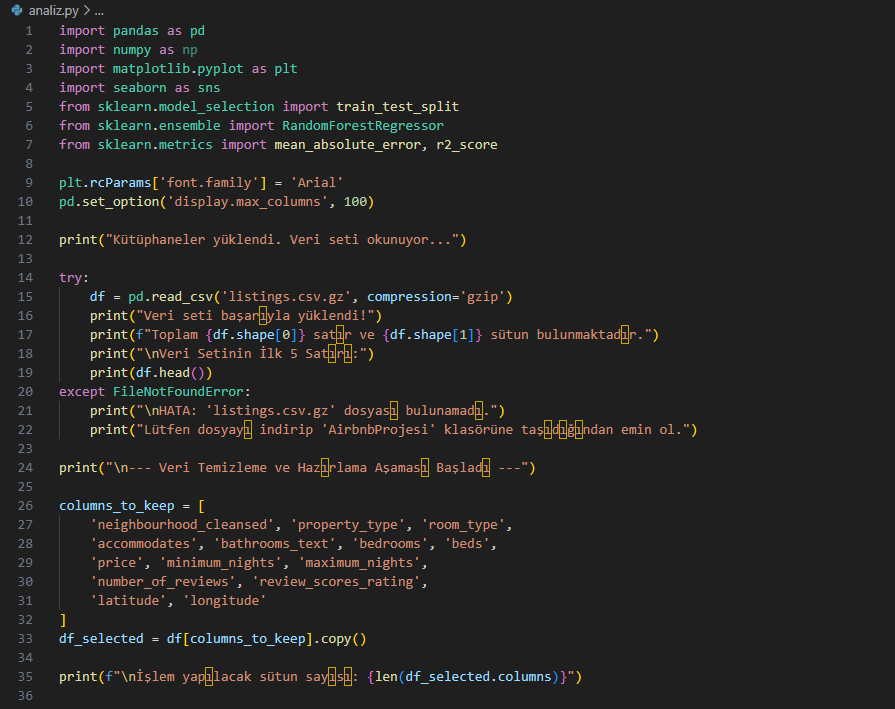 analiz.py > ...
1 import pandas as pd
2 import numpy as np
3 import matplotlib.pyplot as plt
4 import seaborn as sns
5 from sklearn.model_selection import train_test_split
6 from sklearn.ensemble import RandomForestRegressor
7 from sklearn.metrics import mean_absolute_error, r2_score
8
9 plt.rcParams['font.family'] = 'Arial'
10 pd.set_option('display.max_columns', 100)
11
12 print("Kütüphaneler yüklendi. Veri seti okunuyor...")
13
14 try:
15     df = pd.read_csv('listings.csv.gz', compression='gzip')
16     print("Veri seti başarıyla yüklendi!")
17     print(f"Toplam {df.shape[0]} satır ve {df.shape[1]} sütun bulunmaktadır.")
18     print("\nVeri Setinin İlk 5 Satırı:")
19     print(df.head())
20 except FileNotFoundError:
21     print("\nHATA: 'listings.csv.gz' dosyası bulunamadı.")
22     print("Lütfen dosyayı indirip 'AirbnbProjesi' klasörüne taşıdığından emin ol.")
23
24 print("\n--- Veri Temizleme ve Hazırlama Aşaması Başladı ---")
25
26 columns_to_keep = [
27     'neighbourhood_cleansed', 'property_type', 'room_type',
28     'accommodates', 'bathrooms_text', 'bedrooms', 'beds',
29     'price', 'minimum_nights', 'maximum_nights',
30     'number_of_reviews', 'review_scores_rating',
31     'latitude', 'longitude'
32 ]
33 df_selected = df[columns_to_keep].copy()
34
35 print(f"\nİşlem yapılacak sütun sayısı: {len(df_selected.columns)}")
36